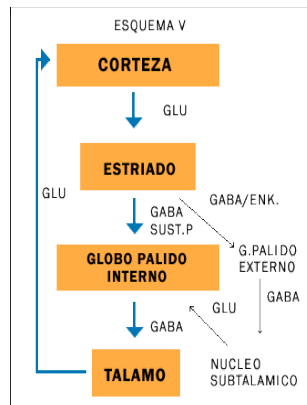 ESQUEMA V
CORTEZA
GLU
ESTRIADO
GLU
GABA/ENK.
GABA
SUST.P
GLOBO PALIDO
INTERNO
G.PALIDO
EXTERNO
GABA
GLU
GABA
NUCLEO
SUBTALAMICO
TALAMO